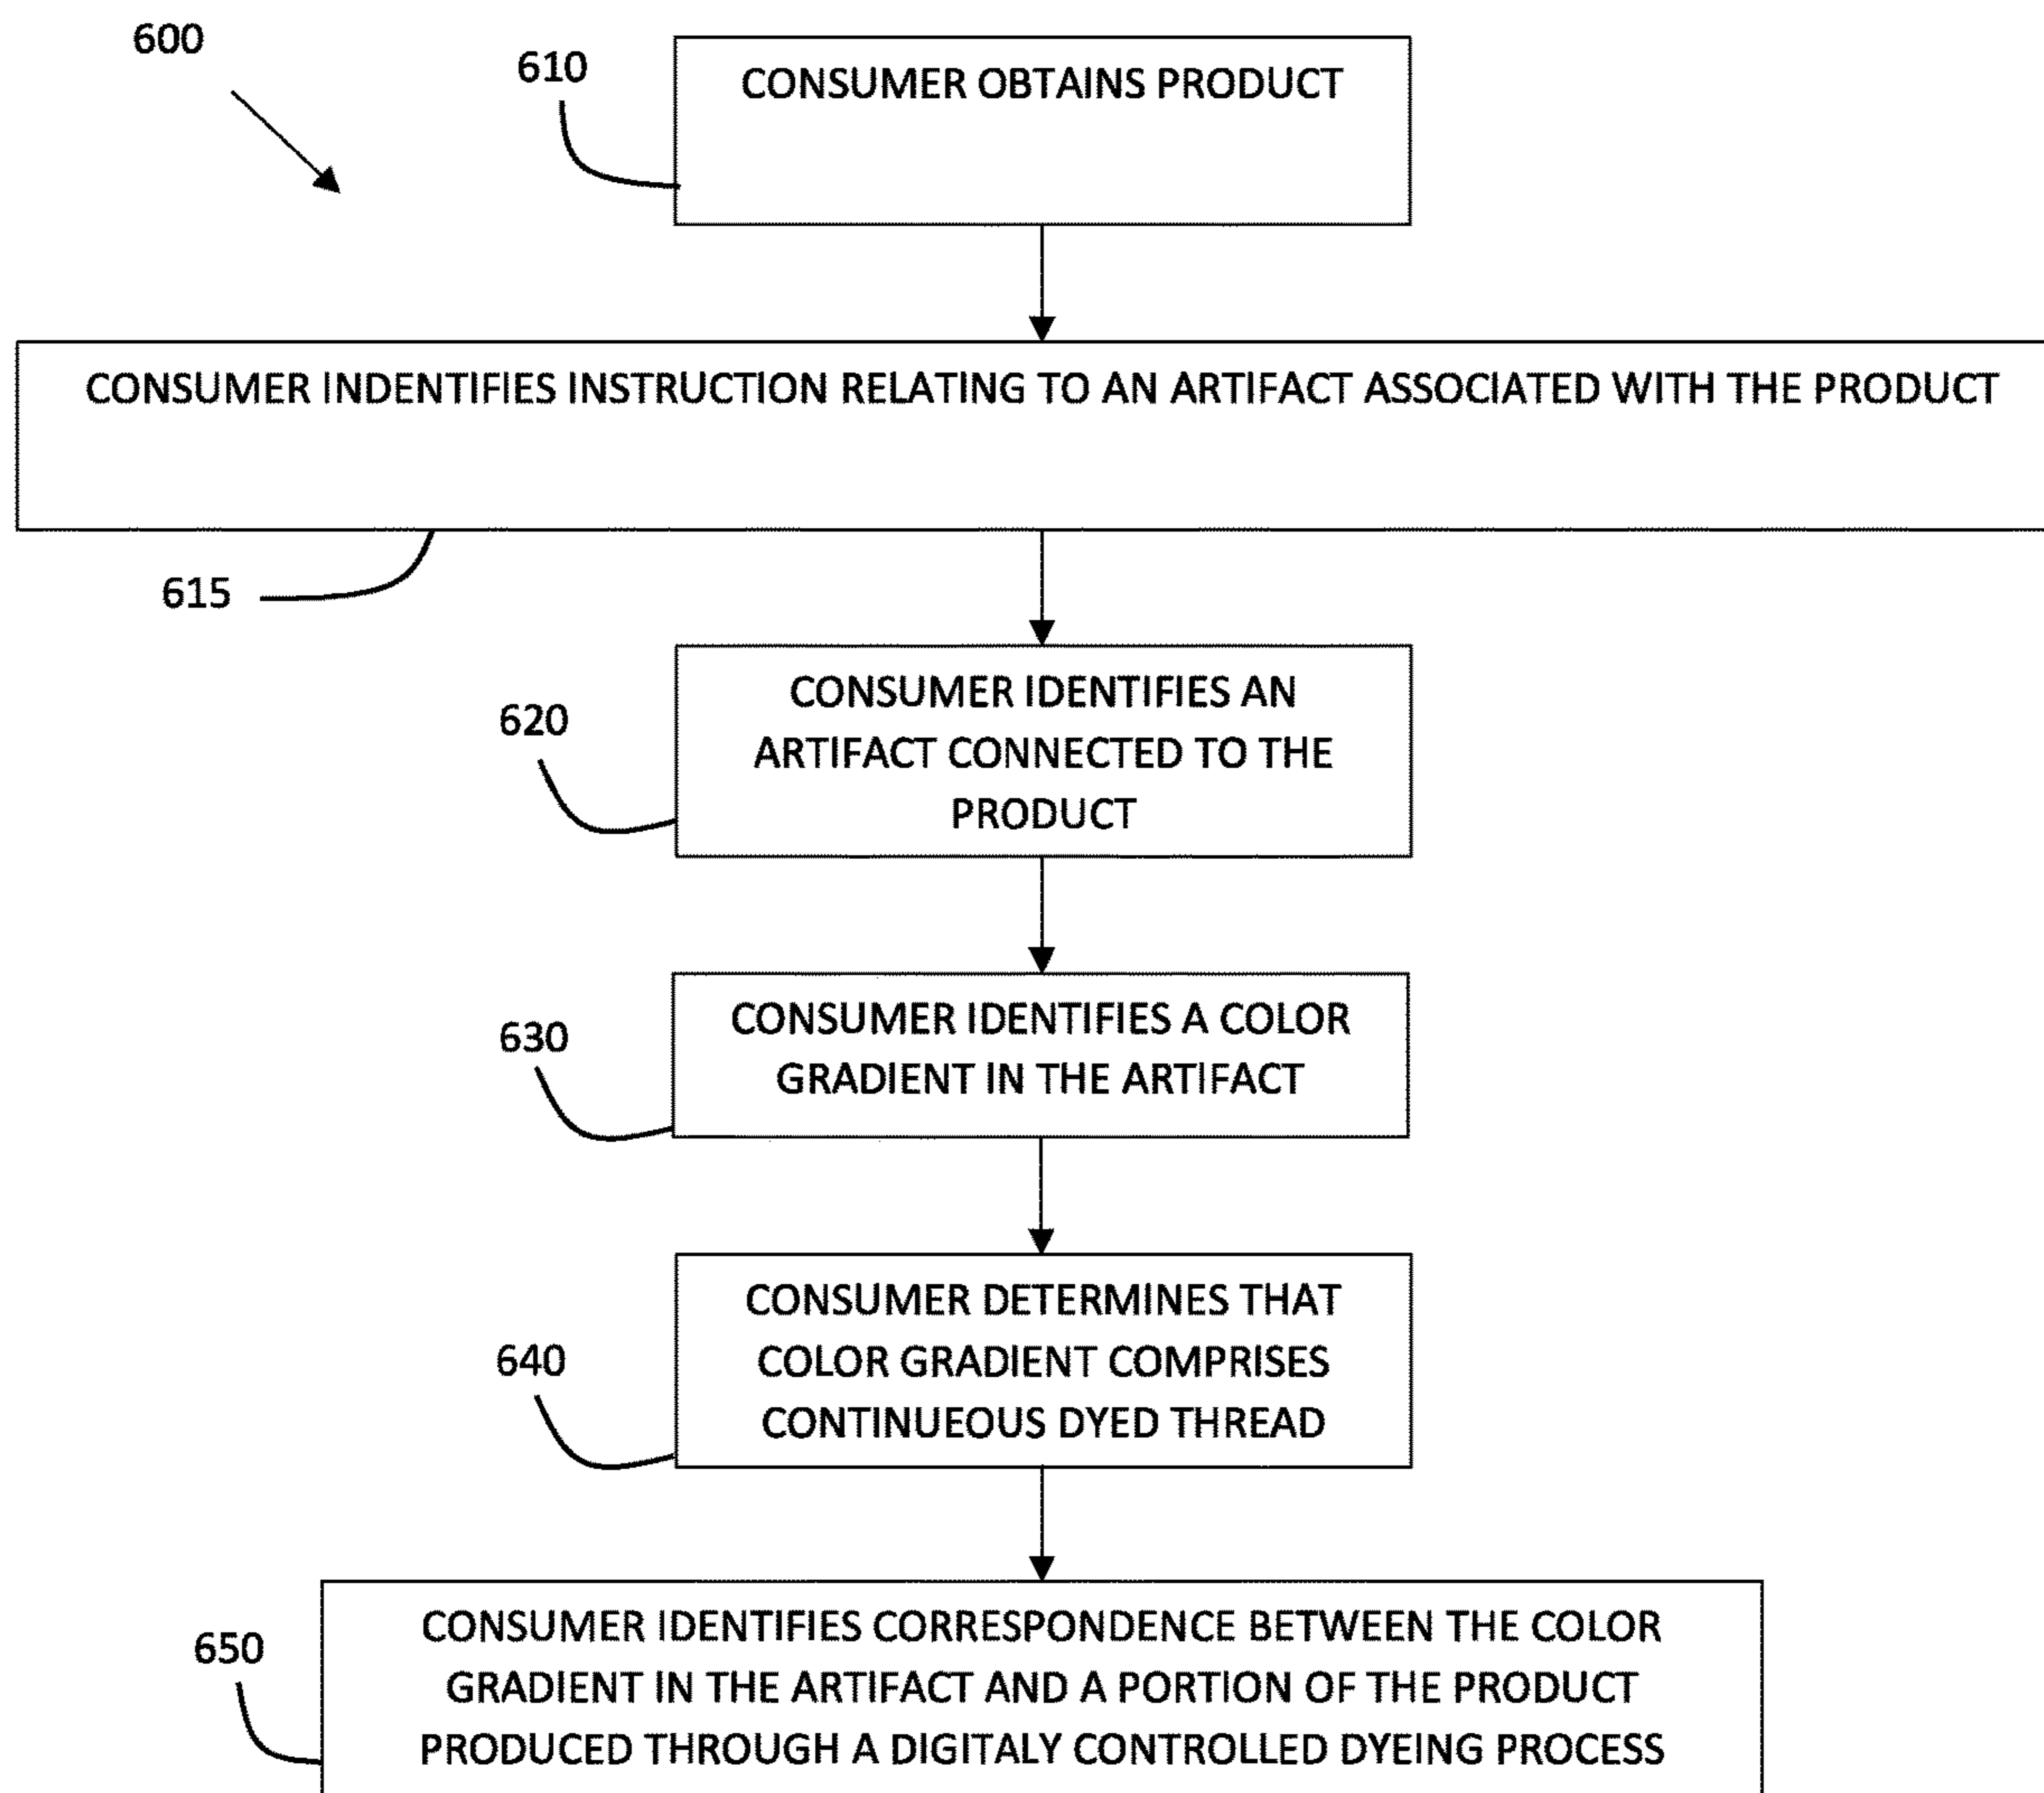 600
610
CONSUMER OBTAINS PRODUCT
CONSUMER INDENTIFIES INSTRUCTION RELATING TO AN ARTIFACT ASSOCIATED WITH THE PRODUCT
615
620
CONSUMER IDENTIFIES AN
ARTIFACT CONNECTED TO THE
PRODUCT
630
CONSUMER IDENTIFIES A COLOR
GRADIENT IN THE ARTIFACT
640
CONSUMER DETERMINES THAT
COLOR GRADIENT COMPRISES
CONTINUEOUS DYED THREAD
650
CONSUMER IDENTIFIES CORRESPONDENCE BETWEEN THE COLOR
GRADIENT IN THE ARTIFACT AND A PORTION OF THE PRODUCT
PRODUCED THROUGH A DIGITALY CONTROLLED DYEING PROCESS